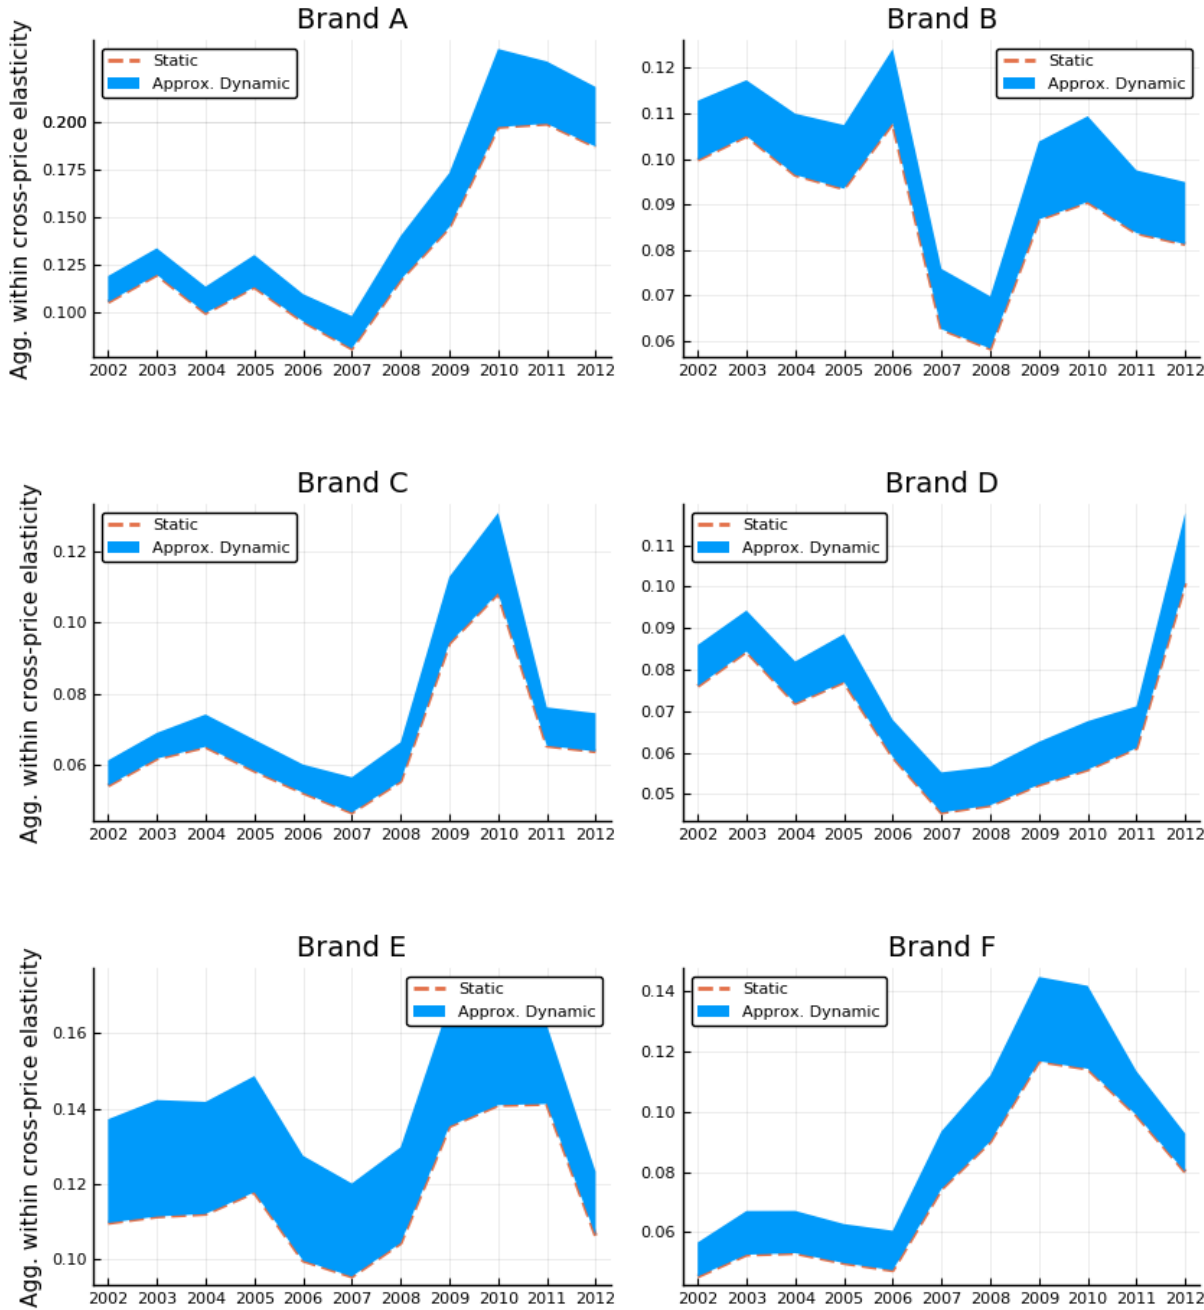 Brand A
Agg. within cross-price elasticity
Static
Approx. Dynamic
0.200
0.175
0.150
0.125
0.100
2002 2003 2004 2005 2006 2007 2008 2009 2010 2011 2012
Brand B
Static
Approx. Dynamic
0.12
0.11
0.10
0.09
0.08
0.07
0.06
2002 2003 2004 2005 2006 2007 2008 2009 2010 2011 2012
Brand C
Agg. within cross-price elasticity
Static
Approx. Dynamic
0.12
0.10
0.08
0.06
2002 2003 2004 2005 2006 2007 2008 2009 2010 2011 2012
Brand D
Static
Approx. Dynamic
0.11
0.10
0.09
0.08
0.07
0.06
0.05
2002 2003 2004 2005 2006 2007 2008 2009 2010 2011 2012
Brand E
Agg. within cross-price elasticity
Static
Approx. Dynamic
0.16
0.14
0.12
0.10
2002 2003 2004 2005 2006 2007 2008 2009 2010 2011 2012
Brand F
Static
Approx. Dynamic
0.14
0.12
0.10
0.08
0.06
2002 2003 2004 2005 2006 2007 2008 2009 2010 2011 2012